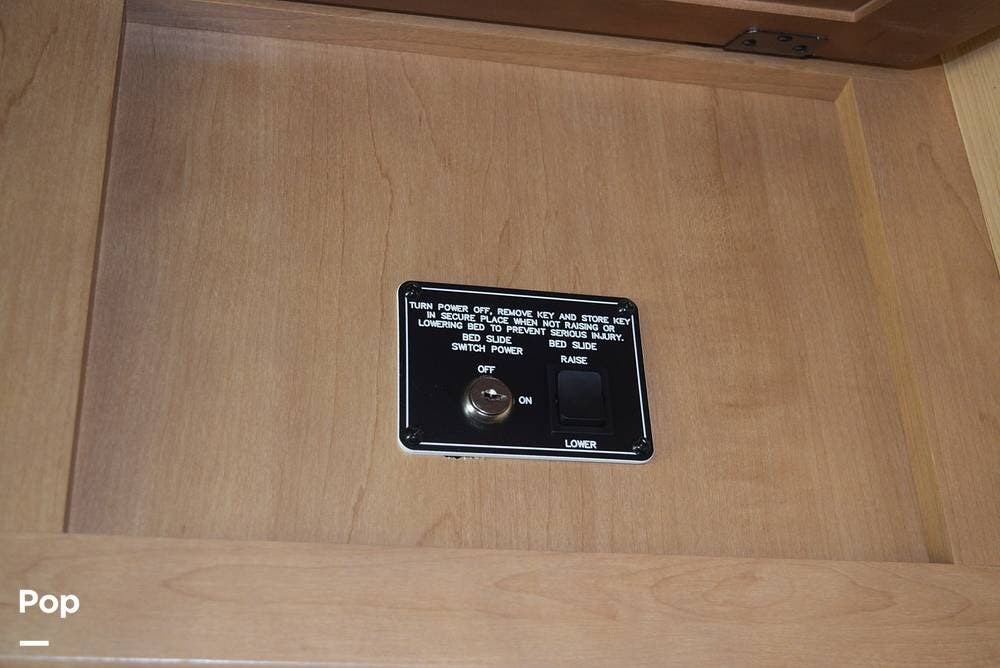 TURN POWER OFF, REMOVE KEY AND STORE KEY
IN SECURE PLACE WHEN NOT RAISING OR
LOWERING BED TO PREVENT SERIOUS INJURY.
BED SLIDE
SWITCH POWER
BED SLIDE
OFF
ON
RAISE
LOWER
Pop